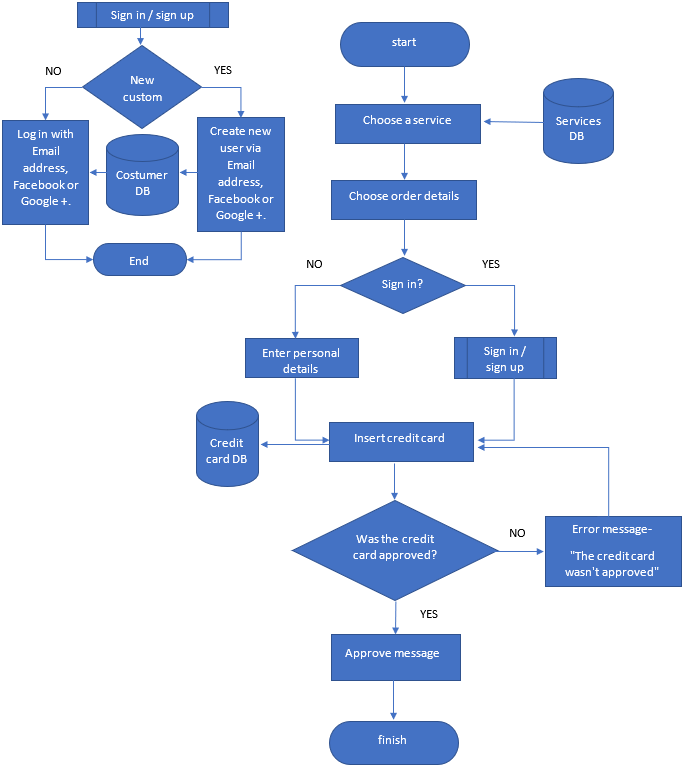 Sign in / sign up
New
custom
NO
YES
Log in with
Email
address,
Facebook or
Google +.
Costumer
DB
Create new
user via
Email
address,
Facebook or
Google +.
End
start
Choose a service
Services
DB
Choose order details
Sign in?
NO
YES
Enter personal
details
Sign in /
sign up
Insert credit card
Credit
card DB
Was the credit
card approved?
NO
Error message-
"The credit card
wasn't approved"
YES
Approve message
finish